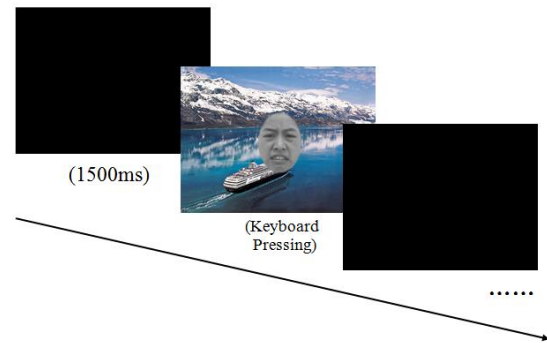 (1500ms)
(Keyboard
Pressing)
......